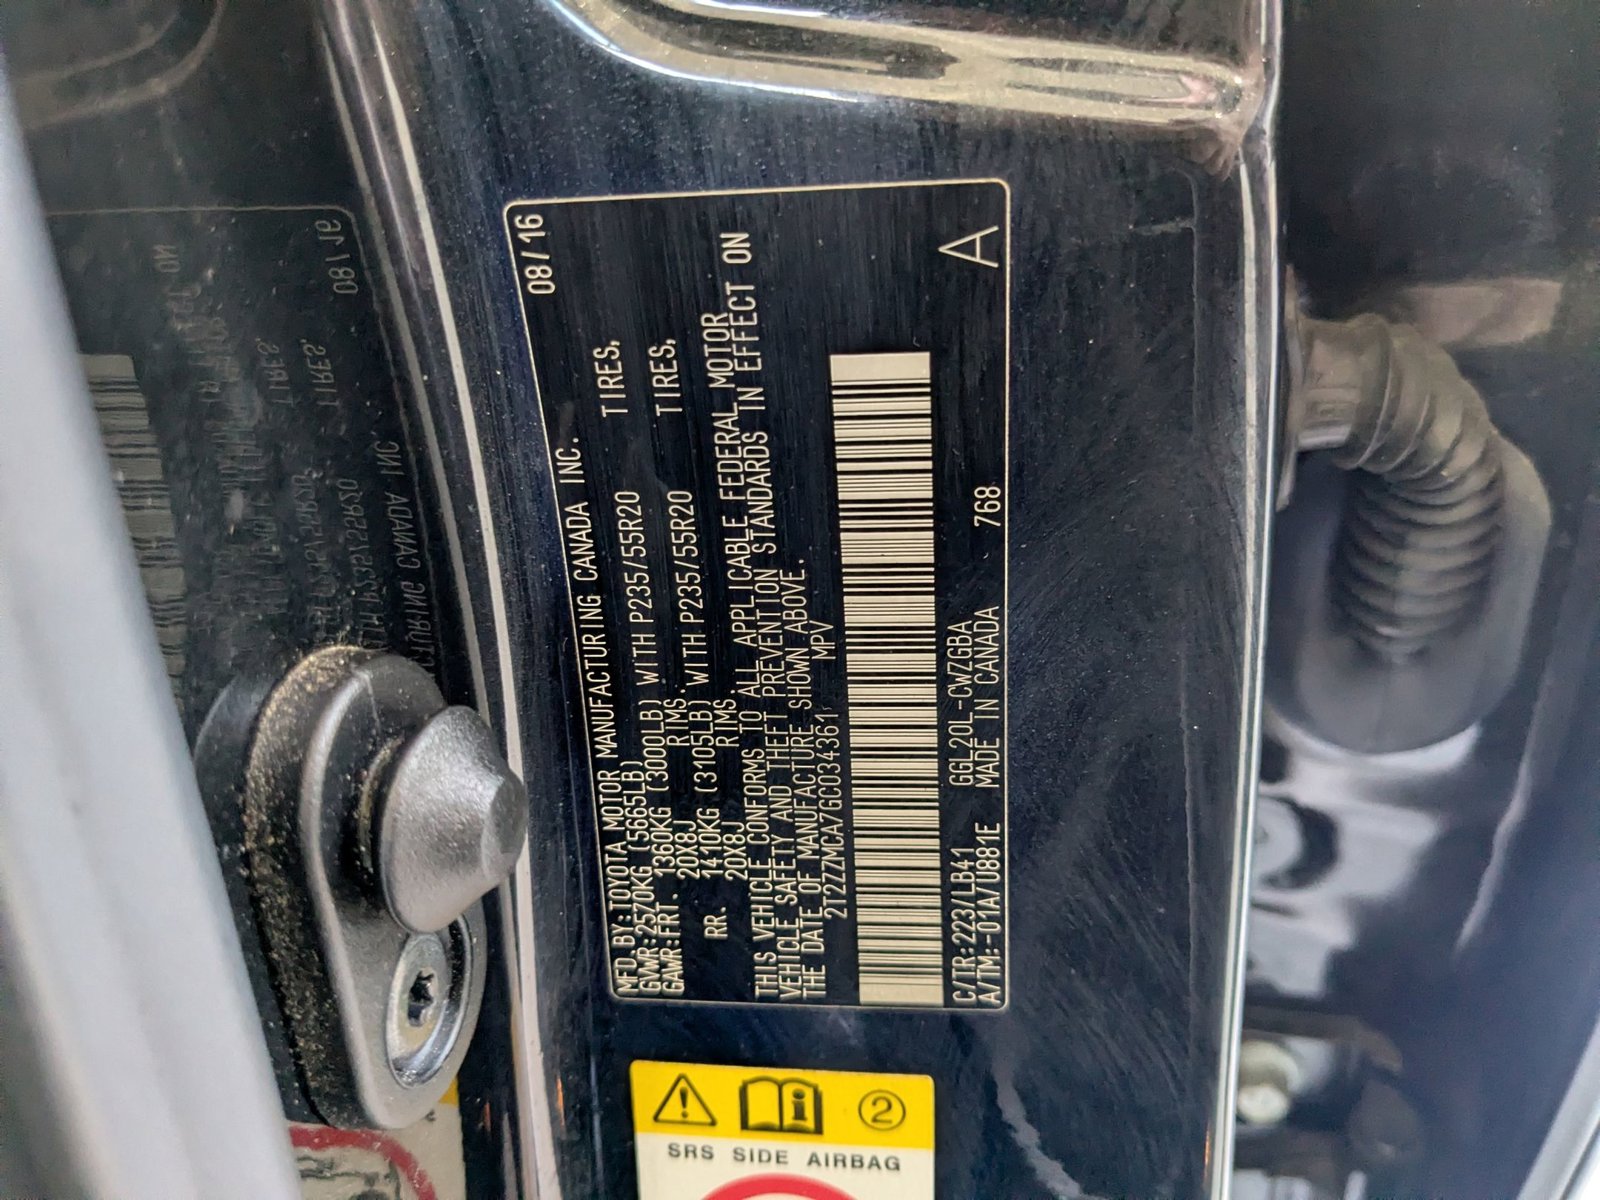 08/16
MFD. BY: TOYOTA MOTOR MANUFACTURING CANADA INC.
GVWR: 2570KG (5665LB)
GAWR: FRT. 1360KG (3000LB) WITH P235/55R20 TIRES,
20X8J RIMS.
RR. 1410KG (3105LB) WITH P235/55R20 TIRES,
20X8J RIMS.
THIS VEHICLE CONFORMS TO ALL APPLICABLE FEDERAL MOTOR
VEHICLE SAFETY AND THEFT PREVENTION STANDARDS IN EFFECT ON
THE DATE OF MANUFACTURE SHOWN ABOVE.
2T2ZZMCA7GC034361 MPV
C/TR: 223/LB41 GGL20L-CWZGBA
A/TM: -01A/U881E MADE IN CANADA 768
A
2
SRS SIDE AIRBAG